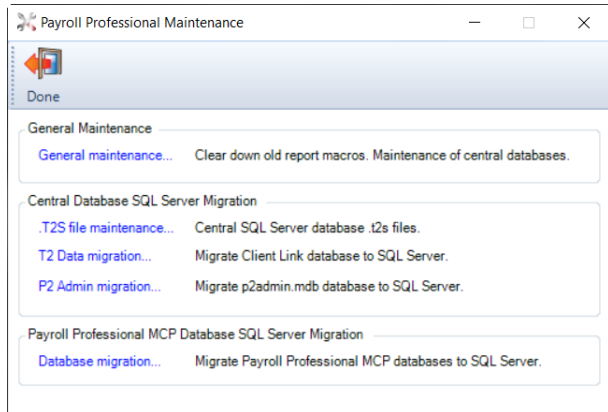 Payroll Professional Maintenance
Done
General Maintenance
General maintenance... Clear down old report macros. Maintenance of central databases.
Central Database SQL Server Migration
.T2S file maintenance... Central SQL Server database .t2s files.
T2 Data migration... Migrate Client Link database to SQL Server.
P2 Admin migration... Migrate p2admin.mdb database to SQL Server.
Payroll Professional MCP Database SQL Server Migration
Database migration... Migrate Payroll Professional MCP databases to SQL Server.